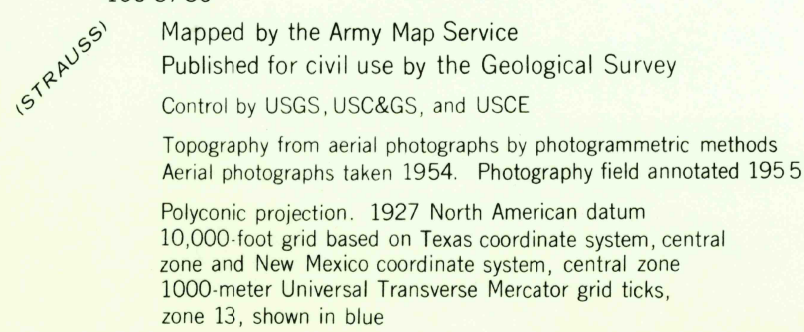 (STRAUSS)
Mapped by the Army Map Service
Published for civil use by the Geological Survey
Control by USGS, USC&GS, and USCE
Topography from aerial photographs by photogrammetric methods
Aerial photographs taken 1954. Photography field annotated 1955
Polyconic projection. 1927 North American datum
10,000-foot grid based on Texas coordinate system, central
zone and New Mexico coordinate system, central zone
1000-meter Universal Transverse Mercator grid ticks,
zone 13, shown in blue